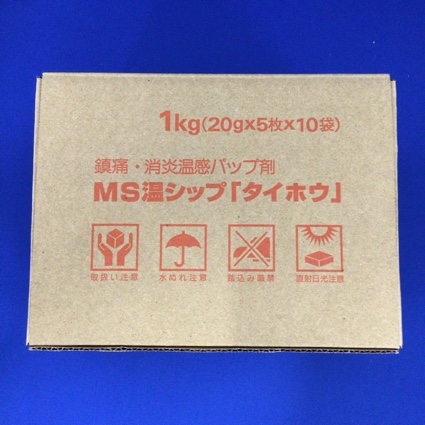 1kg(20g×5枚×10袋)
鎮痛・消炎温感パップ剤
MS温シップ「タイホウ」
取扱い注意 水ぬれ注意 踏込み厳禁 直射日光注意